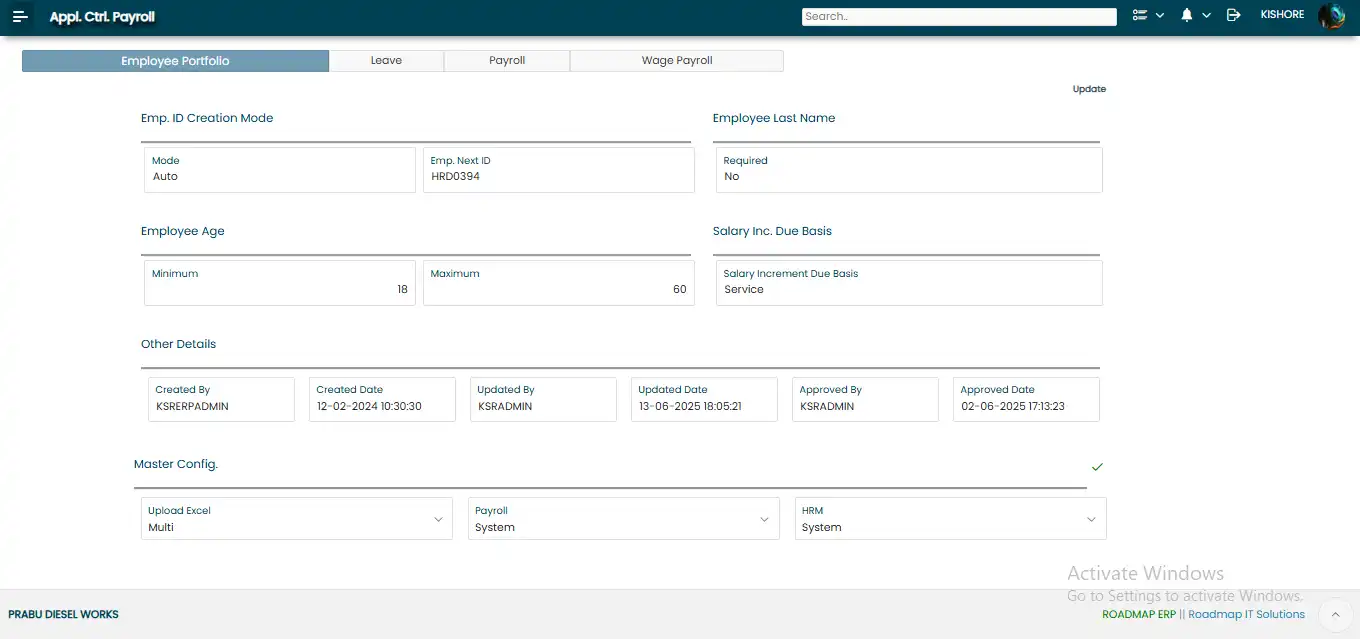 Appl. Ctrl. Payroll
Search..
KISHORE
Employee Portfolio
Leave
Payroll
Wage Payroll
Update
Emp. ID Creation Mode
Employee Last Name
Mode
Auto
Emp. Next ID
HRD0394
Required
No
Employee Age
Salary Inc. Due Basis
Minimum
18
Maximum
60
Salary Increment Due Basis
Service
Other Details
Created By
KSRERPADMIN
Created Date
12-02-2024 10:30:30
Updated By
KSRADMIN
Updated Date
13-06-2025 18:05:21
Approved By
KSRADMIN
Approved Date
02-06-2025 17:13:23
Master Config.
Upload Excel
Multi
Payroll
System
HRM
System
Activate Windows
Go to Settings to activate Windows.
PRABU DIESEL WORKS
ROADMAP ERP || Roadmap IT Solutions